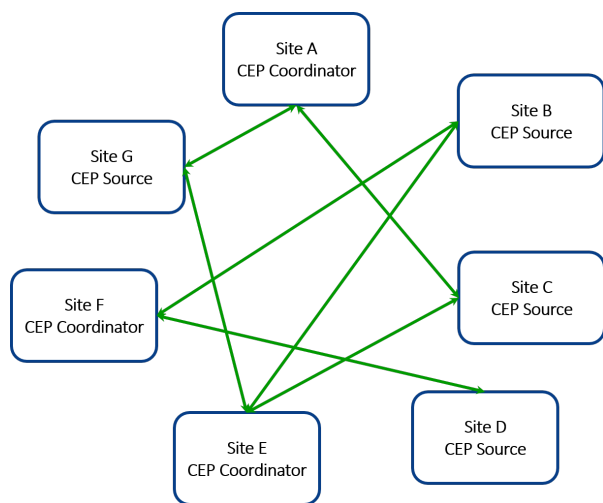 Site A
CEP Coordinator
Site B
CEP Source
Site G
CEP Source
Site C
CEP Source
Site F
CEP Coordinator
Site D
CEP Source
Site E
CEP Coordinator